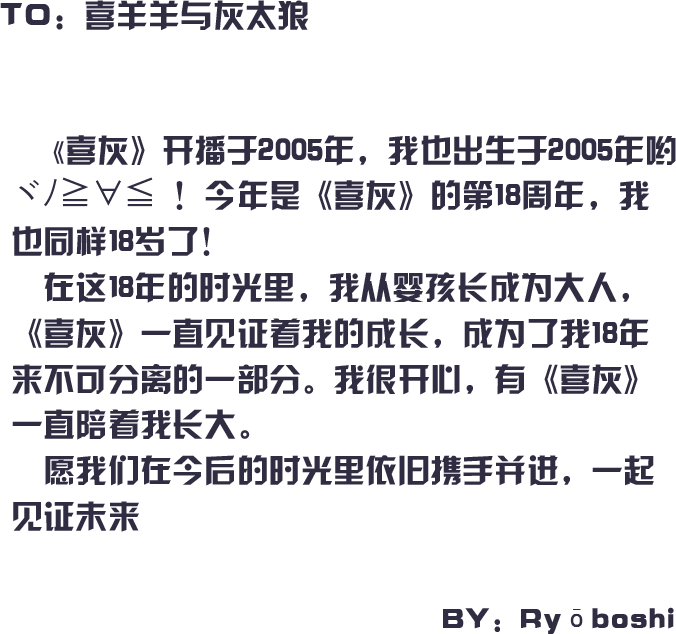 TO：喜羊羊与灰太狼
《喜灰》开播于2005年，我也出生于2005年哟
ヾﾉ≧∀≦ ！今年是《喜灰》的第18周年，我
也同样18岁了！
在这18年的时光里，我从婴孩长成为大人，
《喜灰》一直见证着我的成长，成为了我18年
来不可分离的一部分。我很开心，有《喜灰》
一直陪着我长大。
愿我们在今后的时光里依旧携手并进，一起
见证未来
BY：Ryōboshi